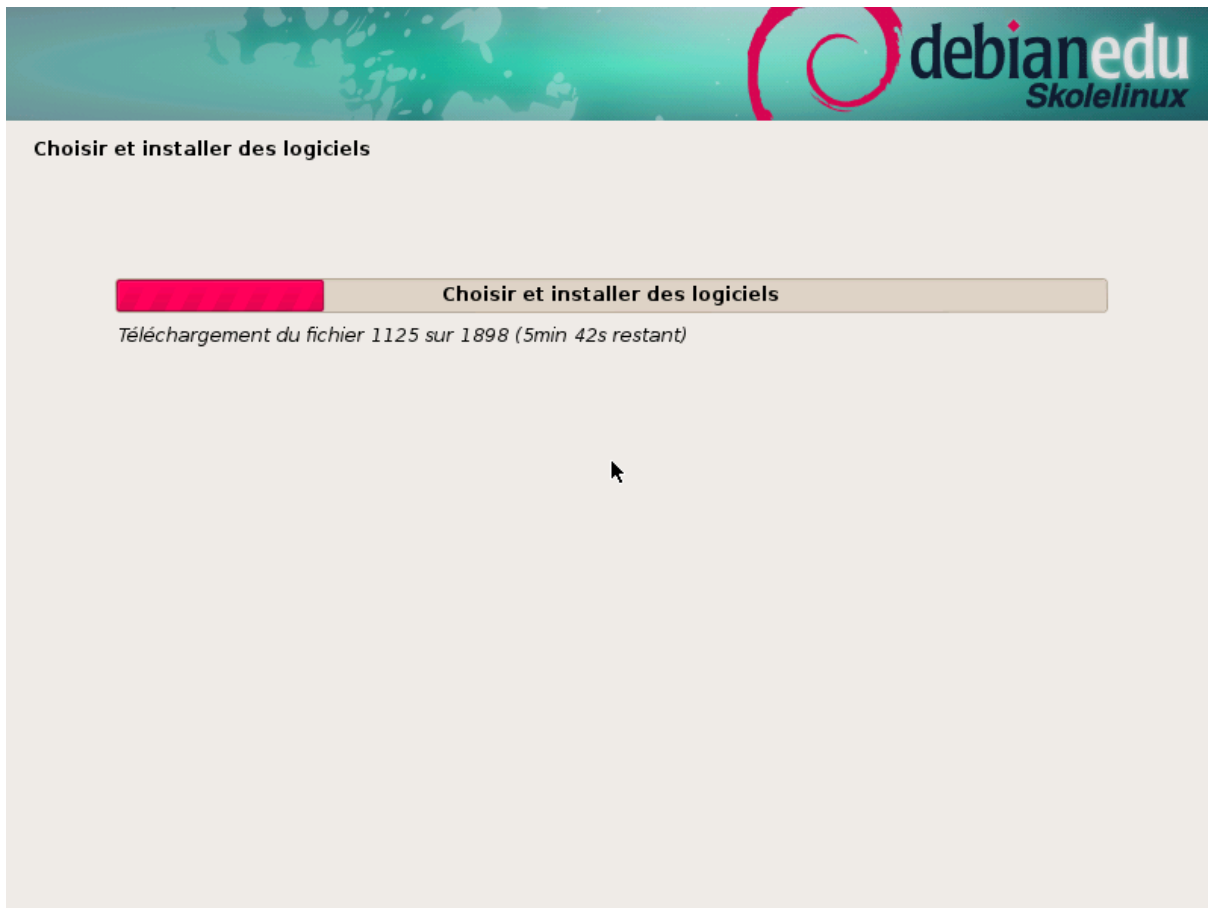 debianedu
Skolelinux
Choisir et installer des logiciels
Choisir et installer des logiciels
Téléchargement du fichier 1125 sur 1898 (5min 42s restant)